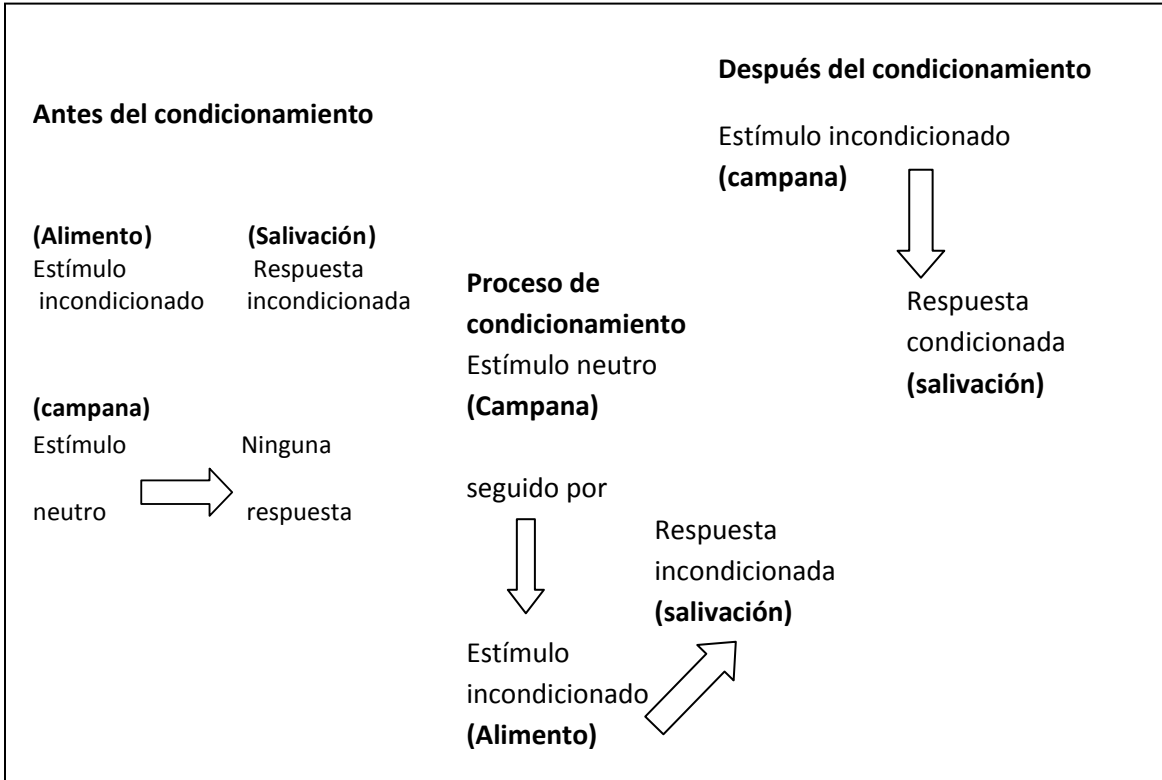 Antes del condicionamiento
(Alimento) (Salivación)
Estímulo Respuesta
incondicionado incondicionada
(campana)
Estímulo Ninguna
neutro respuesta
Proceso de
condicionamiento
Estímulo neutro
(Campana)
seguido por
Estímulo
incondicionado
(Alimento)
Respuesta
incondicionada
(salivación)
Después del condicionamiento
Estímulo incondicionado
(campana)
Respuesta
condicionada
(salivación)